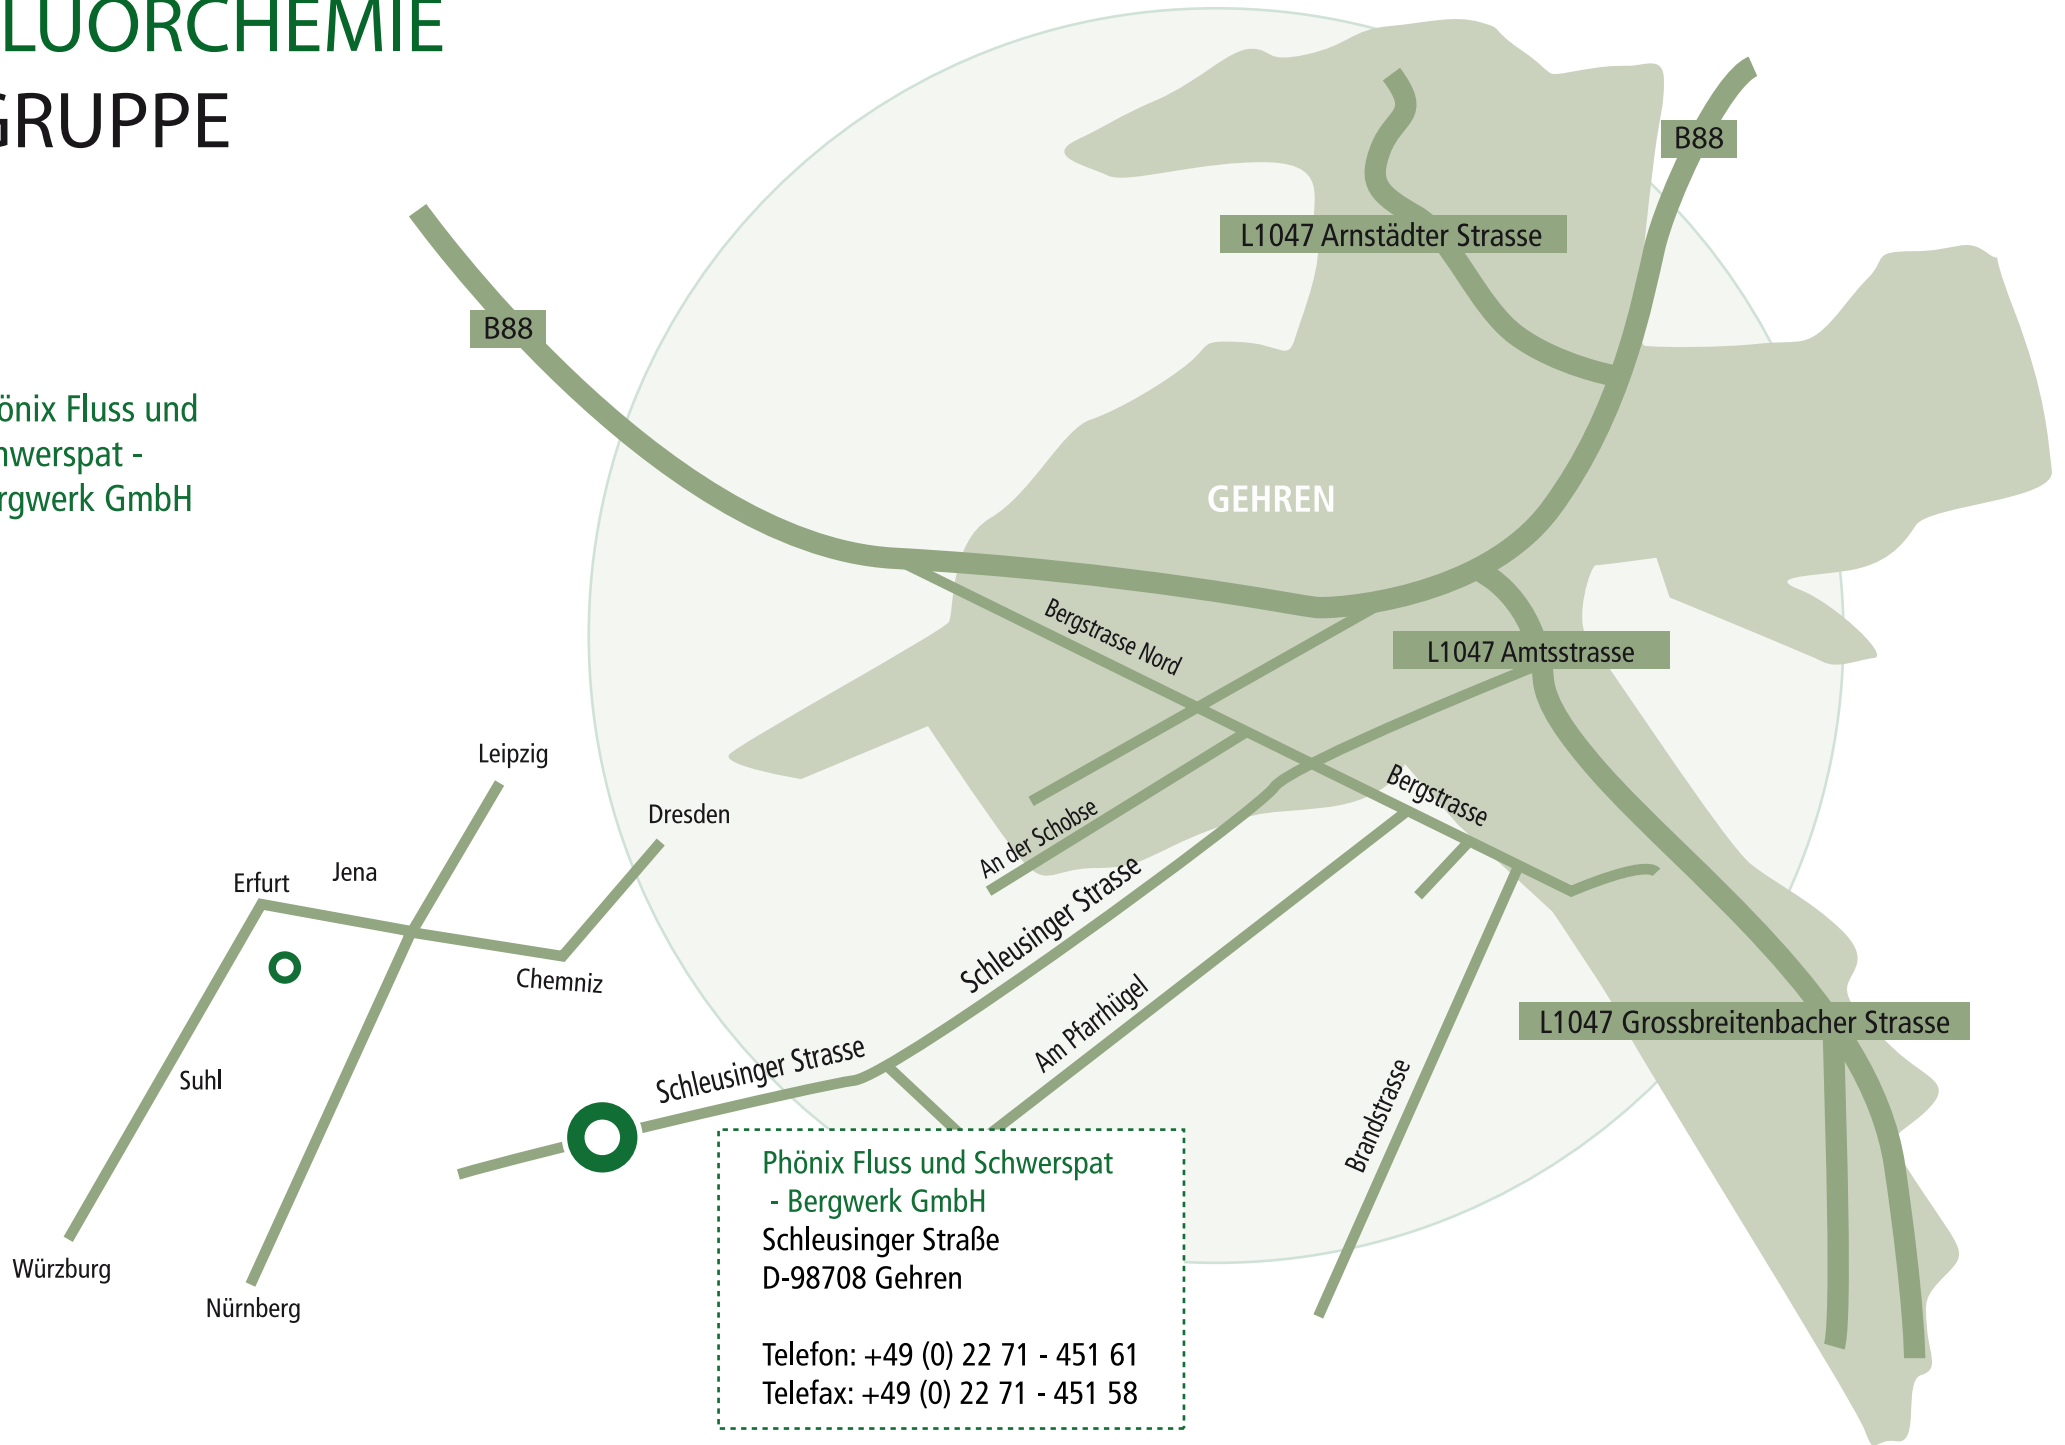 LUORCHEMIE
GRUPPE
önix Fluss und
hwerspat -
rgwerk GmbH
B88
B88
L1047 Arnstädter Strasse
GEHREN
Bergstrasse Nord
L1047 Amtsstrasse
Bergstrasse
An der Schobse
Schleusinger Strasse
Am Pfarrhügel
Schleusinger Strasse
Brandstrasse
L1047 Grossbreitenbacher Strasse
Leipzig
Dresden
Jena
Erfurt
Chemniz
Suhl
Würzburg
Nürnberg
Phönix Fluss und Schwerspat
- Bergwerk GmbH
Schleusinger Straße
D-98708 Gehren
Telefon: +49 (0) 22 71 - 451 61
Telefax: +49 (0) 22 71 - 451 58